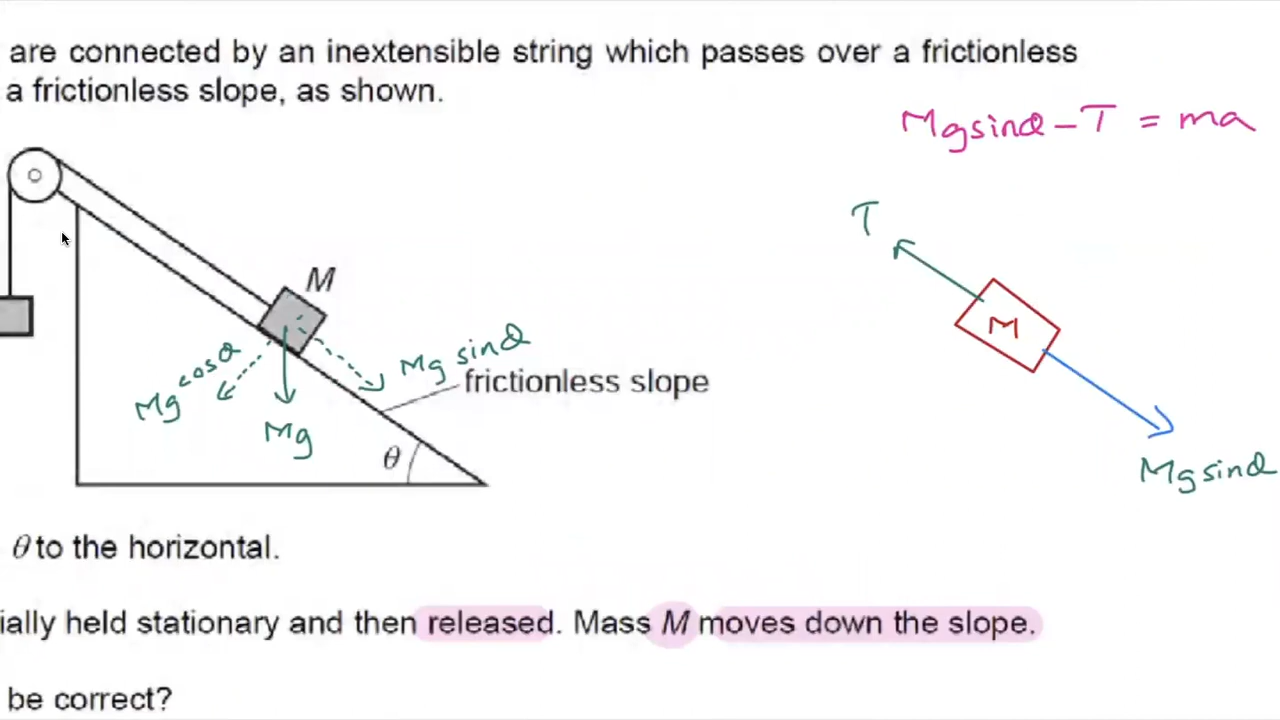 are connected by an inextensible string which passes over a frictionless
a frictionless slope, as shown.
Mgsinθ – T = ma
T
M
M
Mg cosθ
Mg sinθ
frictionless slope
Mg
θ
Mgsinθ
θ to the horizontal.
ially held stationary and then released. Mass M moves down the slope.
be correct?